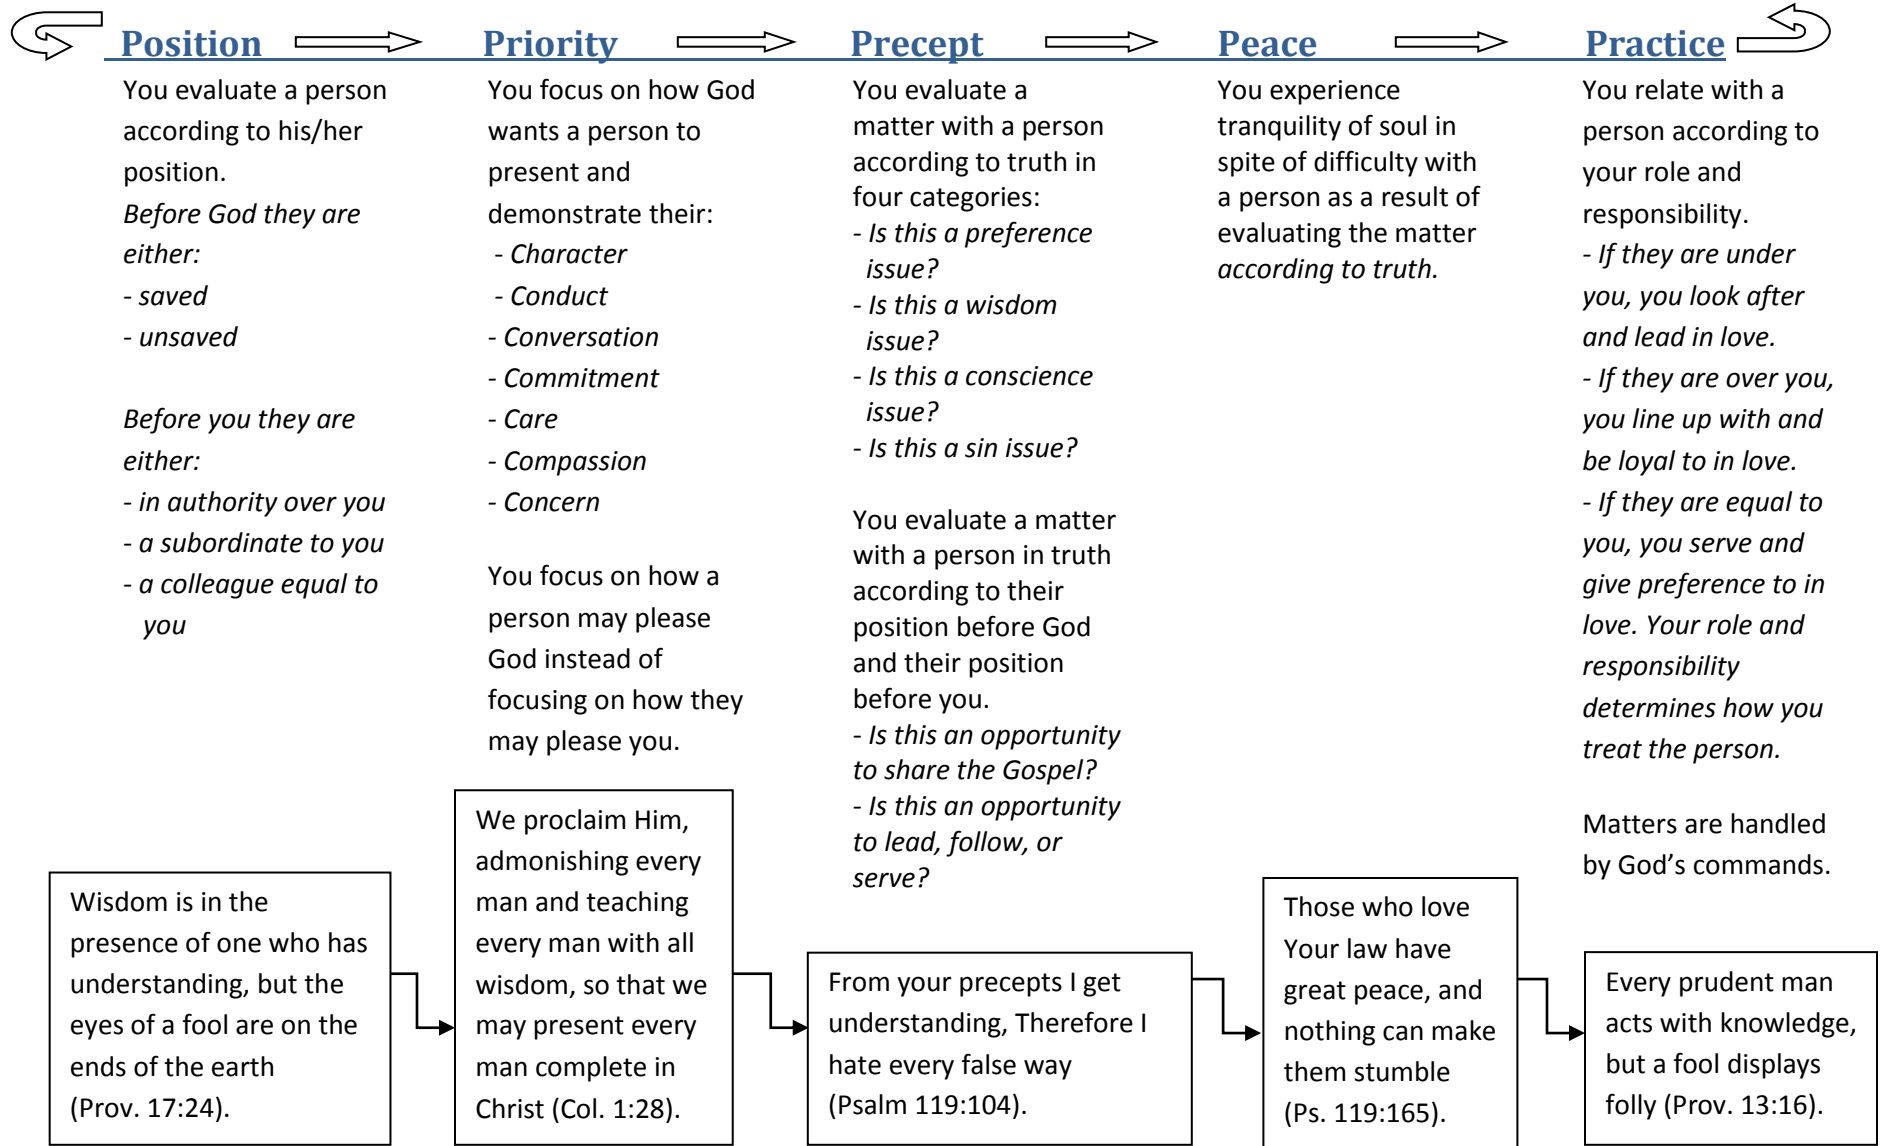 Position
Priority
Precept
Peace
Practice
You evaluate a person
according to his/her
position.
Before God they are
either:
- saved
- unsaved
Before you they are
either:
- in authority over you
- a subordinate to you
- a colleague equal to
you
You focus on how God
wants a person to
present and
demonstrate their:
- Character
- Conduct
- Conversation
- Commitment
- Care
- Compassion
- Concern
You focus on how a
person may please
God instead of
focusing on how they
may please you.
You evaluate a
matter with a person
according to truth in
four categories:
- Is this a preference
issue?
- Is this a wisdom
issue?
- Is this a conscience
issue?
- Is this a sin issue?
You evaluate a matter
with a person in truth
according to their
position before God
and their position
before you.
- Is this an opportunity
to share the Gospel?
- Is this an opportunity
to lead, follow, or
serve?
You experience
tranquility of soul in
spite of difficulty with
a person as a result of
evaluating the matter
according to truth.
You relate with a
person according to
your role and
responsibility.
- If they are under
you, you look after
and lead in love.
- If they are over you,
you line up with and
be loyal to in love.
- If they are equal to
you, you serve and
give preference to in
love. Your role and
responsibility
determines how you
treat the person.
Matters are handled
by God’s commands.
Wisdom is in the
presence of one who has
understanding, but the
eyes of a fool are on the
ends of the earth
(Prov. 17:24).
We proclaim Him,
admonishing every
man and teaching
every man with all
wisdom, so that we
may present every
man complete in
Christ (Col. 1:28).
From your precepts I get
understanding, Therefore I
hate every false way
(Psalm 119:104).
Those who love
Your law have
great peace, and
nothing can make
them stumble
(Ps. 119:165).
Every prudent man
acts with knowledge,
but a fool displays
folly (Prov. 13:16).